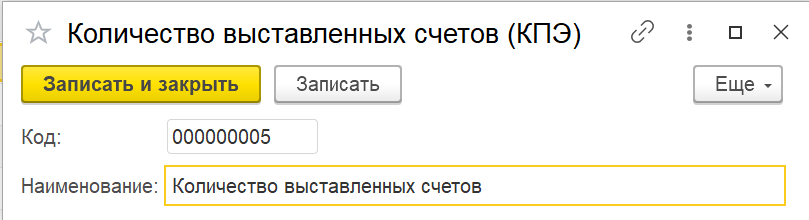 Количество выставленных счетов (КПЭ)
Записать и закрыть Записать Еще
Код: 000000005
Наименование: Количество выставленных счетов